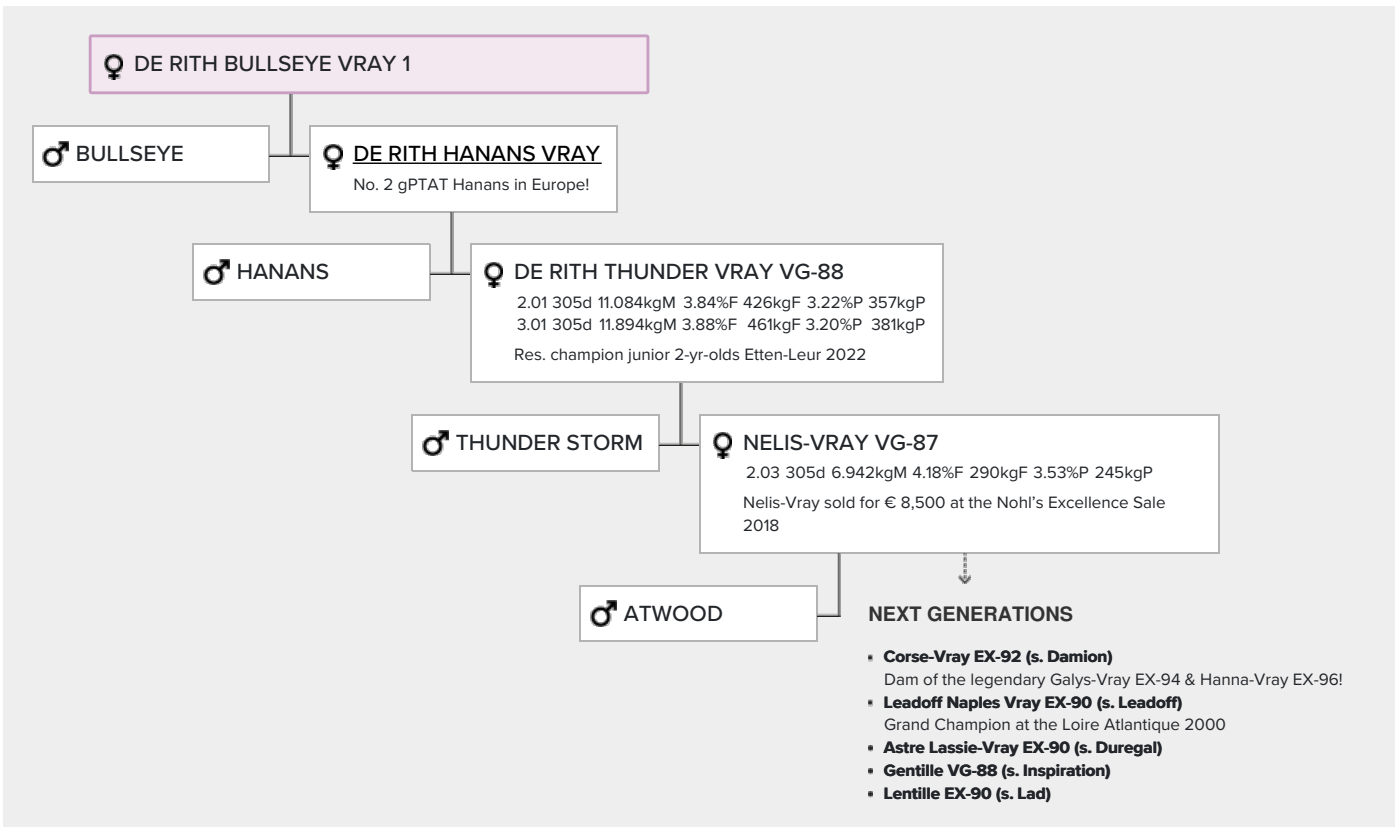 DE RITH BULLSEYE VRAY 1
BULLSEYE
DE RITH HANANS VRAY
No. 2 gPTAT Hanans in Europe!
HANANS
DE RITH THUNDER VRAY VG-88
2.01 305d 11.084kgM 3.84%F 426kgF 3.22%P 357kgP
3.01 305d 11.894kgM 3.88%F 461kgF 3.20%P 381kgP
Res. champion junior 2-yr-olds Etten-Leur 2022
THUNDER STORM
NELIS-VRAY VG-87
2.03 305d 6.942kgM 4.18%F 290kgF 3.53%P 245kgP
Nelis-Vray sold for € 8,500 at the Nohl's Excellence Sale
2018
ATWOOD
NEXT GENERATIONS
▪ Corse-Vray EX-92 (s. Damion)
Dam of the legendary Galys-Vray EX-94 & Hanna-Vray EX-96!
▪ Leadoff Naples Vray EX-90 (s. Leadoff)
Grand Champion at the Loire Atlantique 2000
▪ Astre Lassie-Vray EX-90 (s. Duregal)
▪ Gentille VG-88 (s. Inspiration)
▪ Lentille EX-90 (s. Lad)